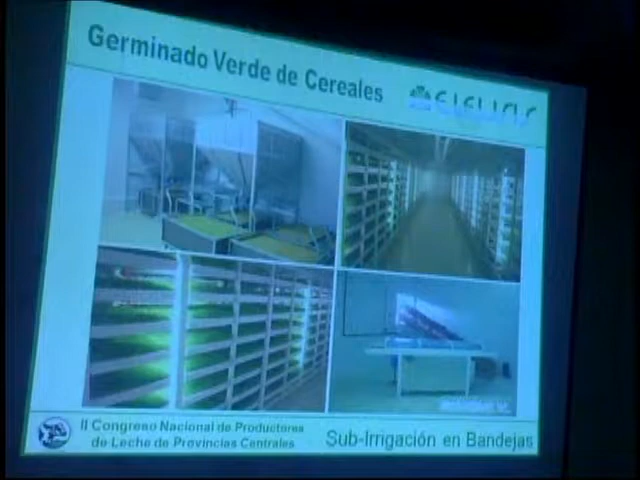 Germinado Verde de Cereales
II Congreso Nacional de Productores
de Leche de Provincias Centrales
Sub-Irrigación en Bandejas